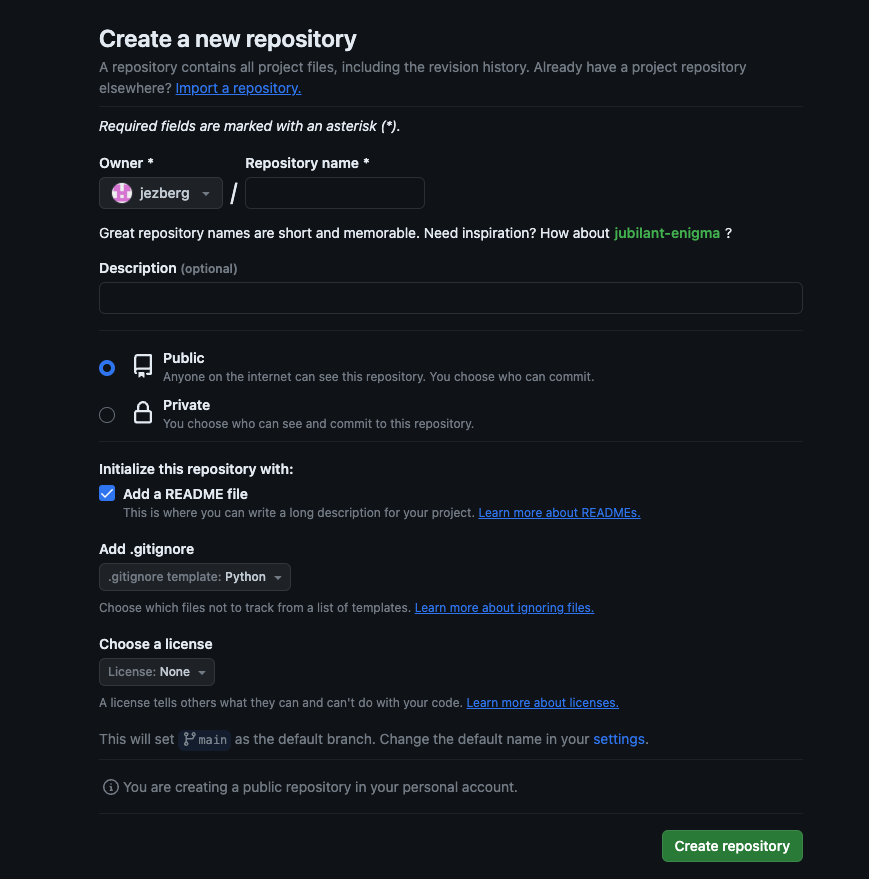 Create a new repository
A repository contains all project files, including the revision history. Already have a project repository
elsewhere? Import a repository.
Required fields are marked with an asterisk (*).
Owner * Repository name *
jezberg /
Great repository names are short and memorable. Need inspiration? How about jubilant-enigma ?
Description (optional)
Public
Anyone on the internet can see this repository. You choose who can commit.
Private
You choose who can see and commit to this repository.
Initialize this repository with:
Add a README file
This is where you can write a long description for your project. Learn more about READMEs.
Add .gitignore
.gitignore template: Python
Choose which files not to track from a list of templates. Learn more about ignoring files.
Choose a license
License: None
A license tells others what they can and can't do with your code. Learn more about licenses.
This will set main as the default branch. Change the default name in your settings.
You are creating a public repository in your personal account.
Create repository